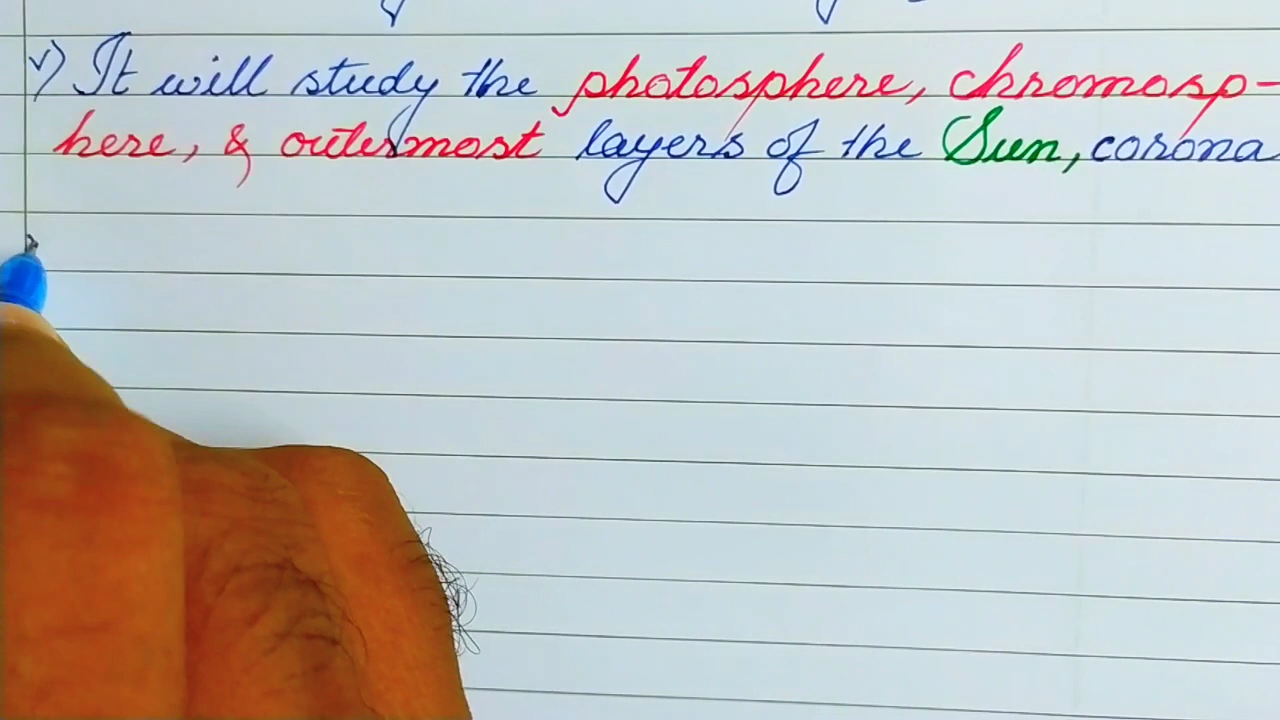 v) It will study the photosphere, chromosp-
here, & outermost layers of the Sun, corona